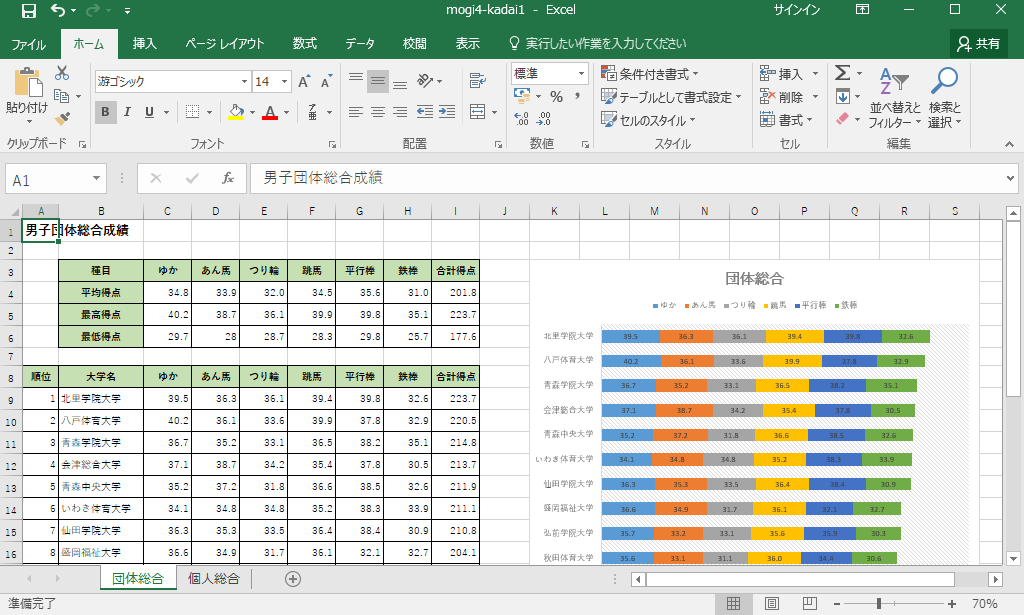 mogi4-kadai1 - Excel サインイン
ファイル ホーム 挿入 ページ レイアウト 数式 データ 校閲 表示 実行したい作業を入力してください 共有
游ゴシック 14 標準 条件付き書式 挿入
貼り付け B I U テーブルとして書式設定 削除 並べ替えと フィルター 検索と 選択
セルのスタイル 書式
クリップボード フォント 配置 数値 スタイル セル 編集
A1 男子団体総合成績
A B C D E F G H I J K L M N O P Q R S
1 男子団体総合成績
2
3 種目 ゆか あん馬 つり輪 跳馬 平行棒 鉄棒 合計得点
4 平均得点 34.8 33.9 32.0 34.5 35.6 31.0 201.8
5 最高得点 40.2 38.7 36.1 39.9 39.8 35.1 223.7
6 最低得点 29.7 28 28.7 28.3 29.8 25.7 177.6
7
8 順位 大学名 ゆか あん馬 つり輪 跳馬 平行棒 鉄棒 合計得点
9 1 北里学院大学 39.5 36.3 36.1 39.4 39.8 32.6 223.7
10 2 八戸体育大学 40.2 36.1 33.6 39.9 37.8 32.9 220.5
11 3 青森学院大学 36.7 35.2 33.1 36.5 38.2 35.1 214.8
12 4 会津総合大学 37.1 38.7 34.2 35.4 37.8 30.5 213.7
13 5 青森中央大学 35.2 37.2 31.8 36.6 38.5 32.6 211.9
14 6 いわき体育大学 34.1 34.8 34.8 35.2 38.3 33.9 211.1
15 7 仙田学院大学 36.3 35.3 33.5 36.4 38.4 30.9 210.8
16 8 盛岡福祉大学 36.6 34.9 31.7 36.1 32.1 32.7 204.1
団体総合
ゆか あん馬 つり輪 跳馬 平行棒 鉄棒
北里学院大学 39.5 36.3 36.1 39.4 39.8 32.6
八戸体育大学 40.2 36.1 33.6 39.9 37.8 32.9
青森学院大学 36.7 35.2 33.1 36.5 38.2 35.1
会津総合大学 37.1 38.7 34.2 35.4 37.8 30.5
青森中央大学 35.2 37.2 31.8 36.6 38.5 32.6
いわき体育大学 34.1 34.8 34.8 35.2 38.3 33.9
仙田学院大学 36.3 35.3 33.5 36.4 38.4 30.9
盛岡福祉大学 36.6 34.9 31.7 36.1 32.1 32.7
弘前学院大学 35.7 33.2 33.1 35.6 35.9 30.3
秋田体育大学 35.6 33.1 31.1 36.0 34.4 30.6
団体総合 個人総合
準備完了 70%